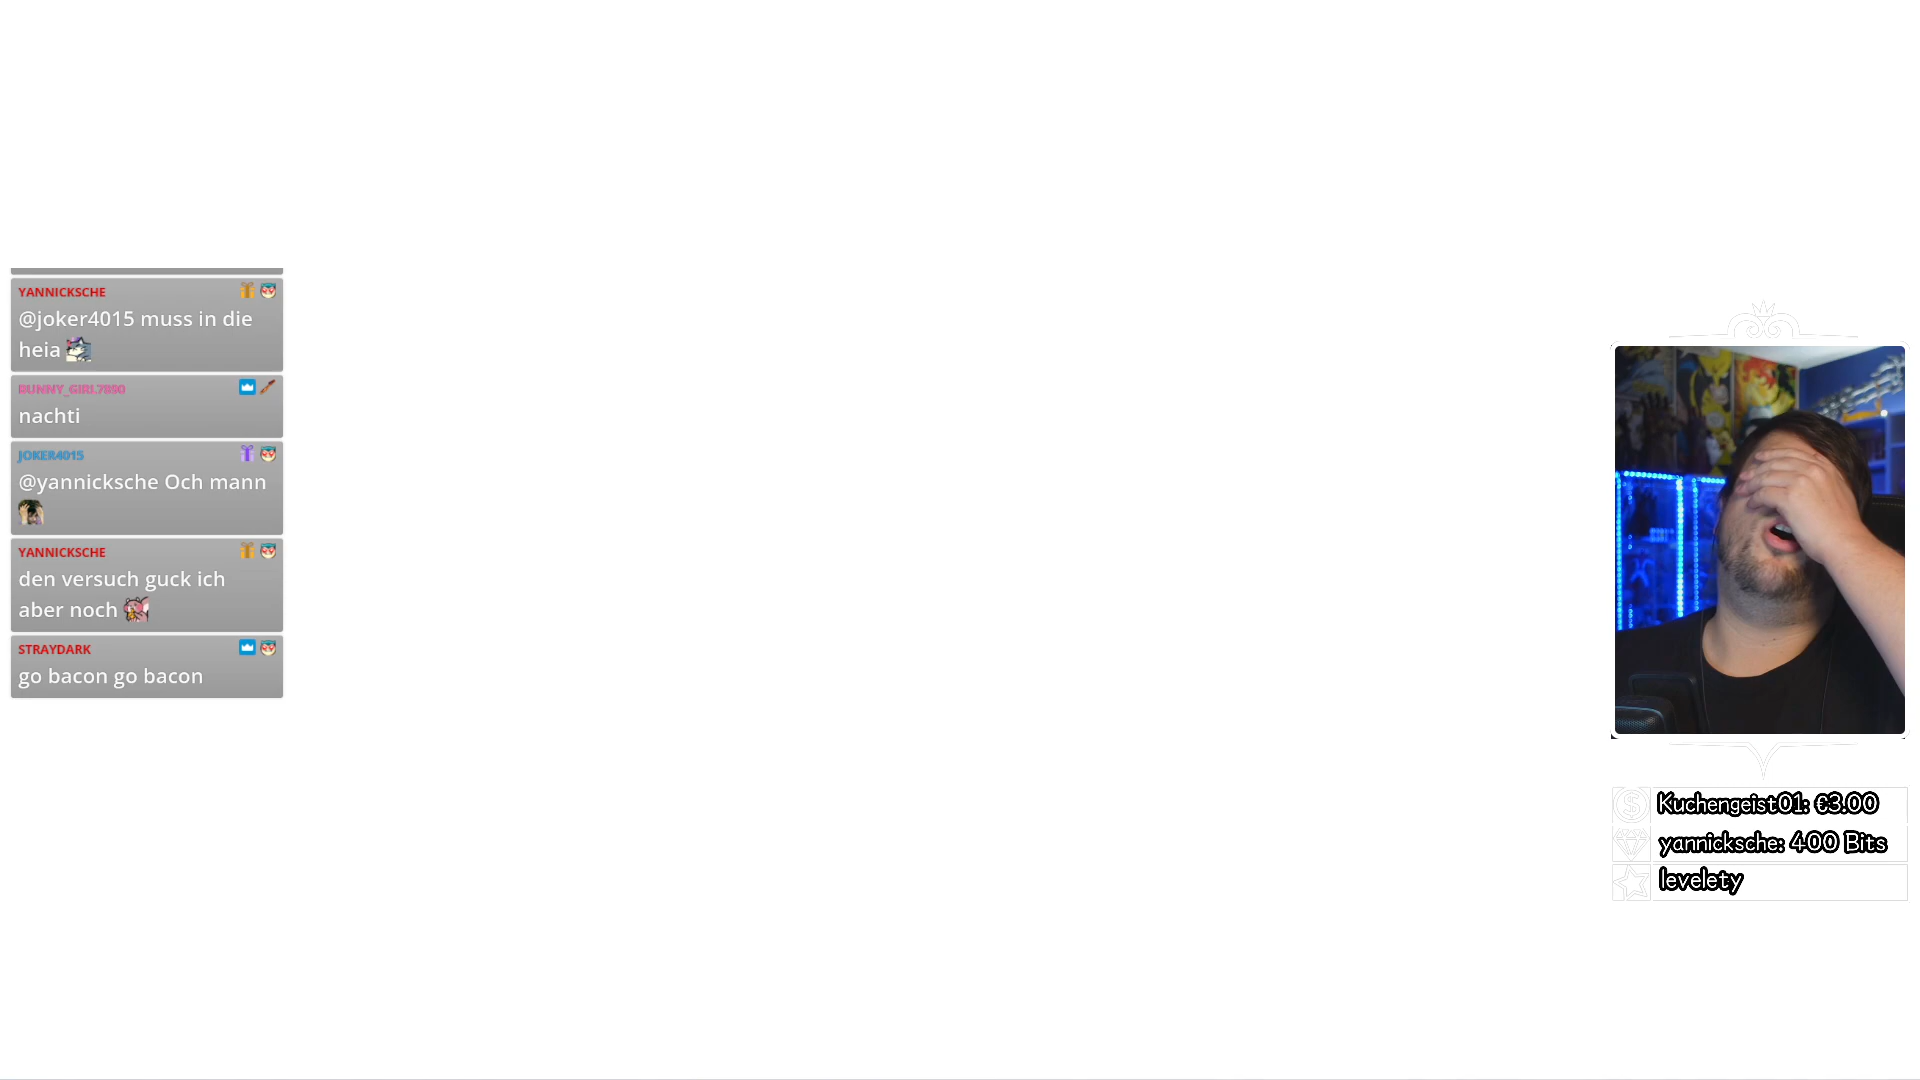 YANNICKSCHE
@joker4015 muss in die
heia
BUNNY_GIRL7850
nachti
JOKER4015
@yannicksche Och mann
YANNICKSCHE
den versuch guck ich
aber noch
STRAYDARK
go bacon go bacon
Kuchengeist01: €3.00
yannicksche: 400 Bits
levelety